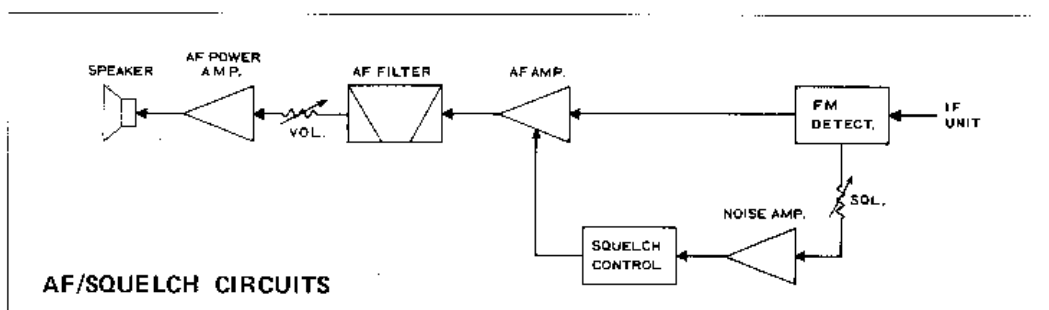 SPEAKER
AF POWER
AMP.
VOL.
AF FILTER
AF AMP.
FM
DETECT.
IF
UNIT
SQL.
NOISE AMP.
SQUELCH
CONTROL
AF/SQUELCH CIRCUITS